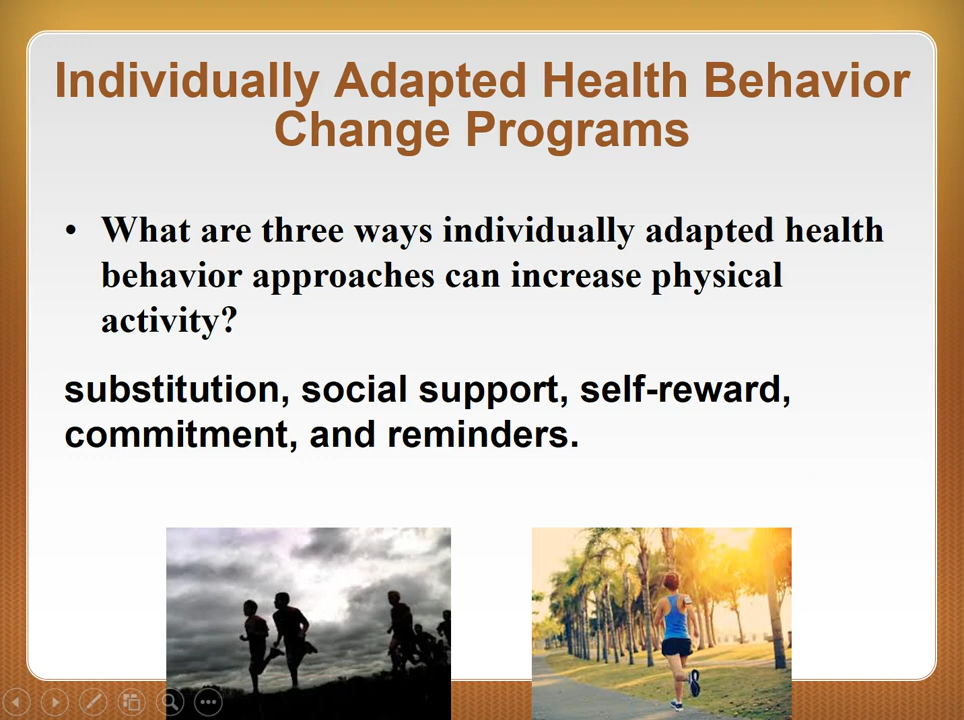 Individually Adapted Health Behavior
Change Programs
• What are three ways individually adapted health
behavior approaches can increase physical
activity?
substitution, social support, self-reward,
commitment, and reminders.